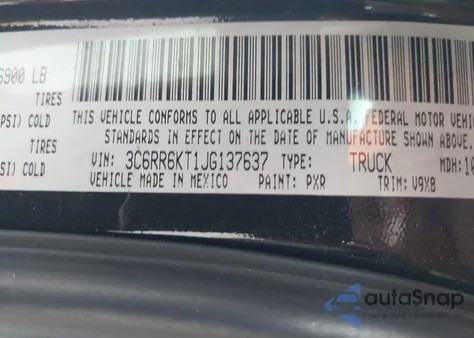 6900 LB
TIRES
THIS VEHICLE CONFORMS TO ALL APPLICABLE U.S.A. FEDERAL MOTOR VEHIC
PSI) COLD
STANDARDS IN EFFECT ON THE DATE OF MANUFACTURE SHOWN ABOVE.
TIRES
VIN: 3C6RR6KT1JG137637 TYPE: TRUCK MDH:
PSI) COLD
VEHICLE MADE IN MEXICO PAINT: PXR TRIM: V9X8
autoSnap